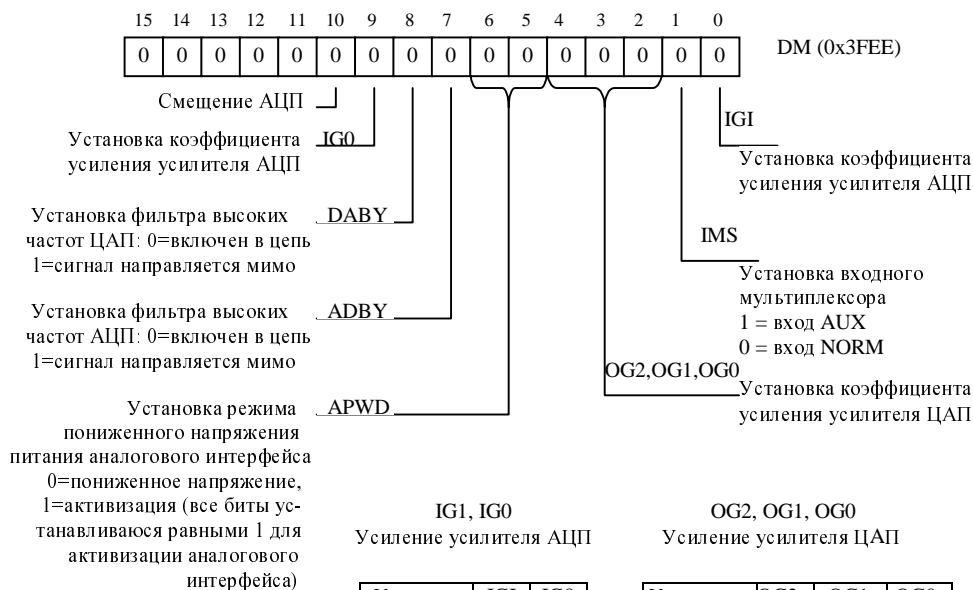 15 14 13 12 11 10 9 8 7 6 5 4 3 2 1 0
0 0 0 0 0 0 0 0 0 0 0 0 0 0 0 0
DM (0x3FEE)
Смещение АЦП
IG0
Установка коэффициента
усиления усилителя АЦП
DABY
Установка фильтра высоких
частот ЦАП: 0=включен в цепь
1=сигнал направляется мимо
ADBY
Установка фильтра высоких
частот АЦП: 0=включен в цепь
1=сигнал направляется мимо
APWD
Установка режима
пониженного напряжения
питания аналогового интерфейса
0=пониженное напряжение,
1=активизация (все биты ус-
танавливаюся равными 1 для
активизации аналогового
интерфейса)
IGI
Установка коэффициента
усиления усилителя АЦП
IMS
Установка входного
мультиплексора
1 = вход AUX
0 = вход NORM
OG2,OG1,OG0
Установка коэффициента
усиления усилителя ЦАП
IG1, IG0
Усиление усилителя АЦП
OG2, OG1, OG0
Усиление усилителя ЦАП